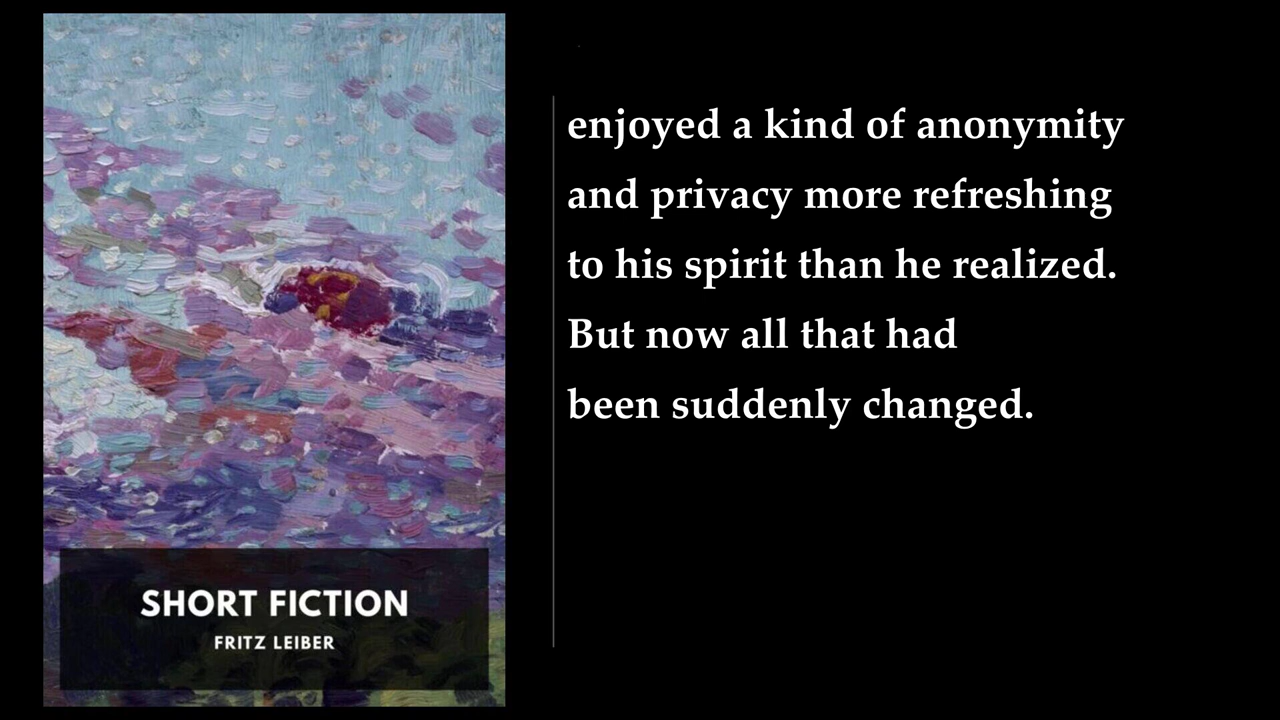 enjoyed a kind of anonymity
and privacy more refreshing
to his spirit than he realized.
But now all that had
been suddenly changed.
SHORT FICTION
FRITZ LEIBER